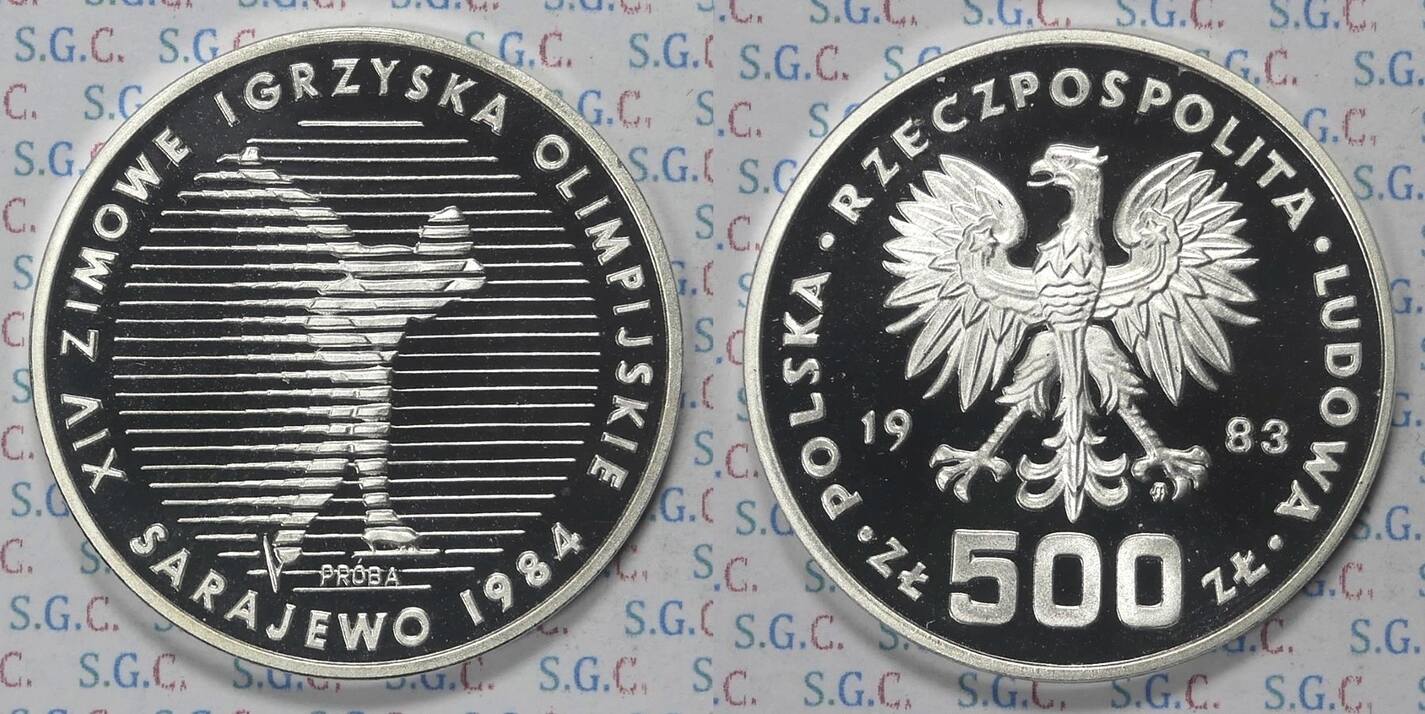 XIV ZIMOWE IGRZYSKA OLIMPIJSKIE
SARAJEWO 1984
PRÓBA
POLSKA · RZECZPOSPOLITA · LUDOWA ·
19 83
ZŁ · 500 ZŁ
S.G.C.